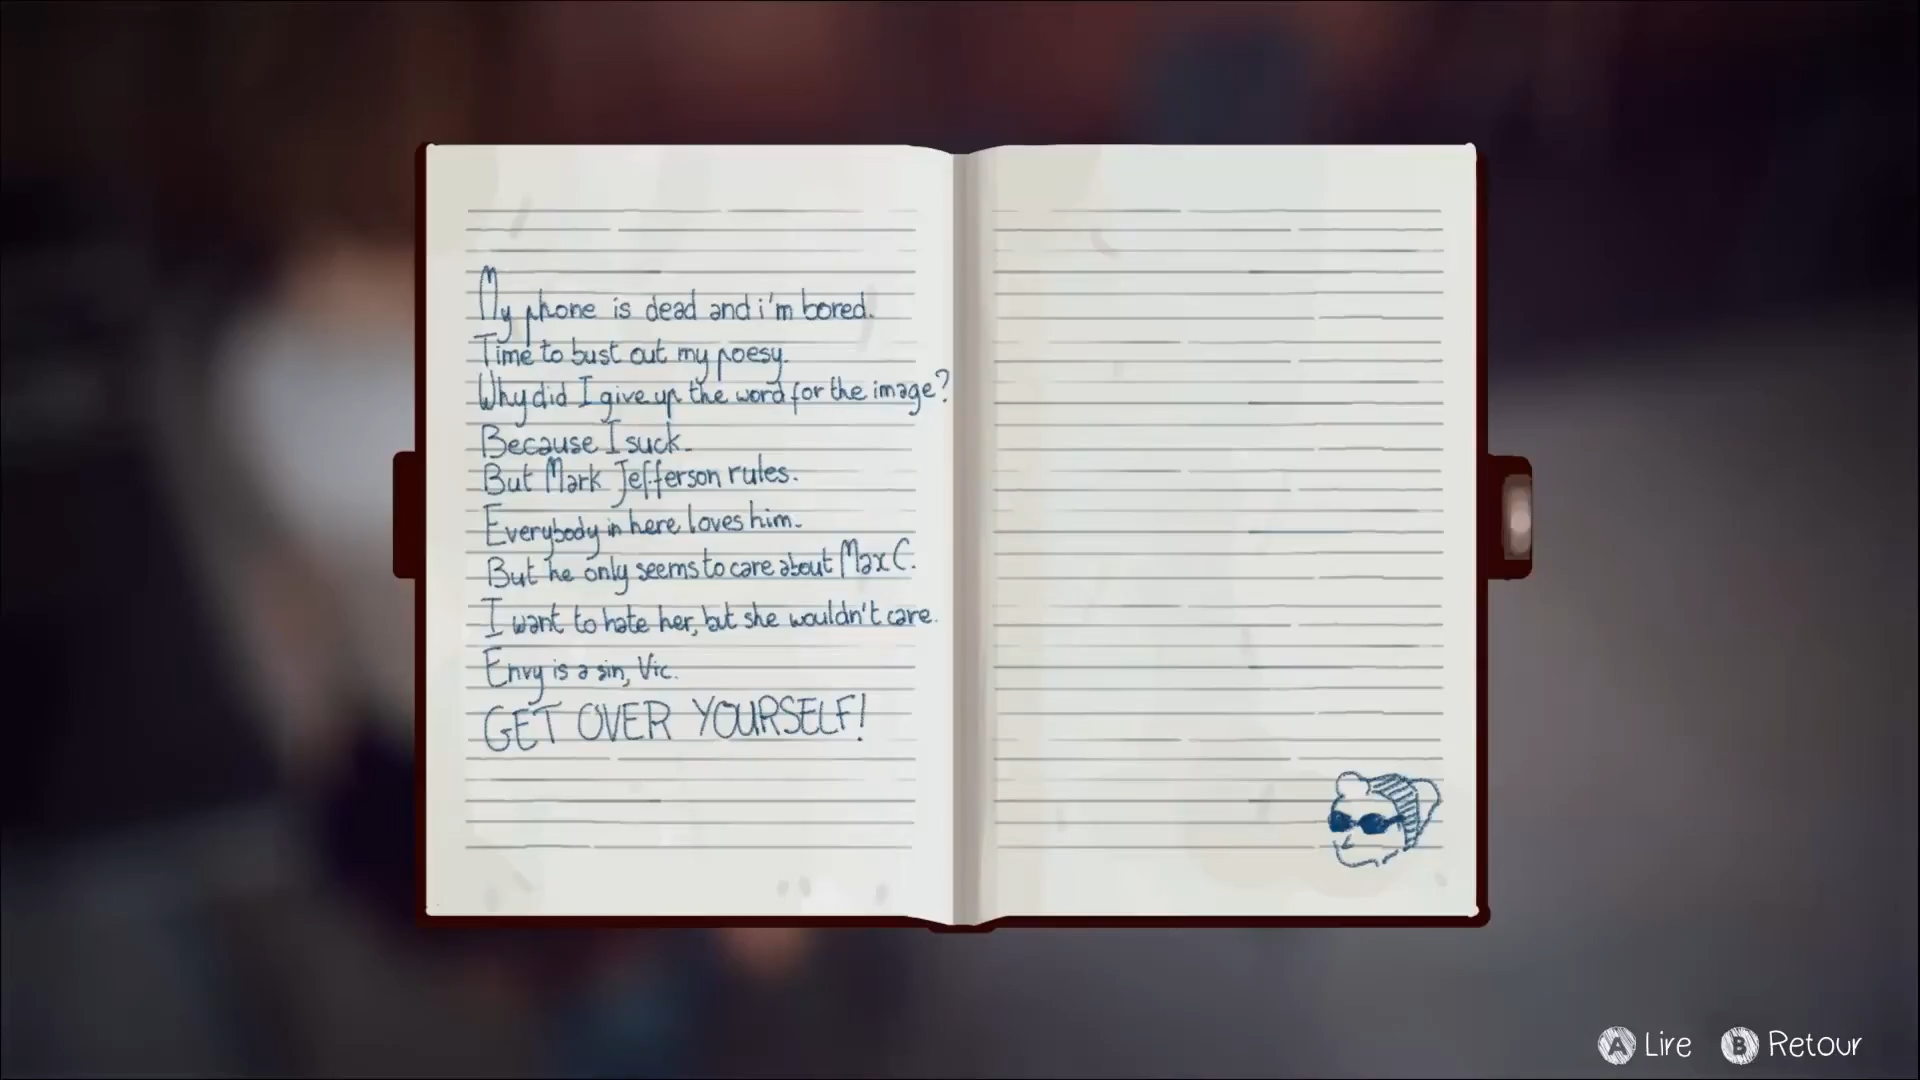 My phone is dead and i'm bored.
Time to bust out my poesy.
Why did I give up the word for the image?
Because I suck.
But Mark Jefferson rules.
Everybody in here loves him.
But he only seems to care about Max C.
I want to hate her, but she wouldn't care.
Envy is a sin, Vic.
GET OVER YOURSELF!
A Lire B Retour